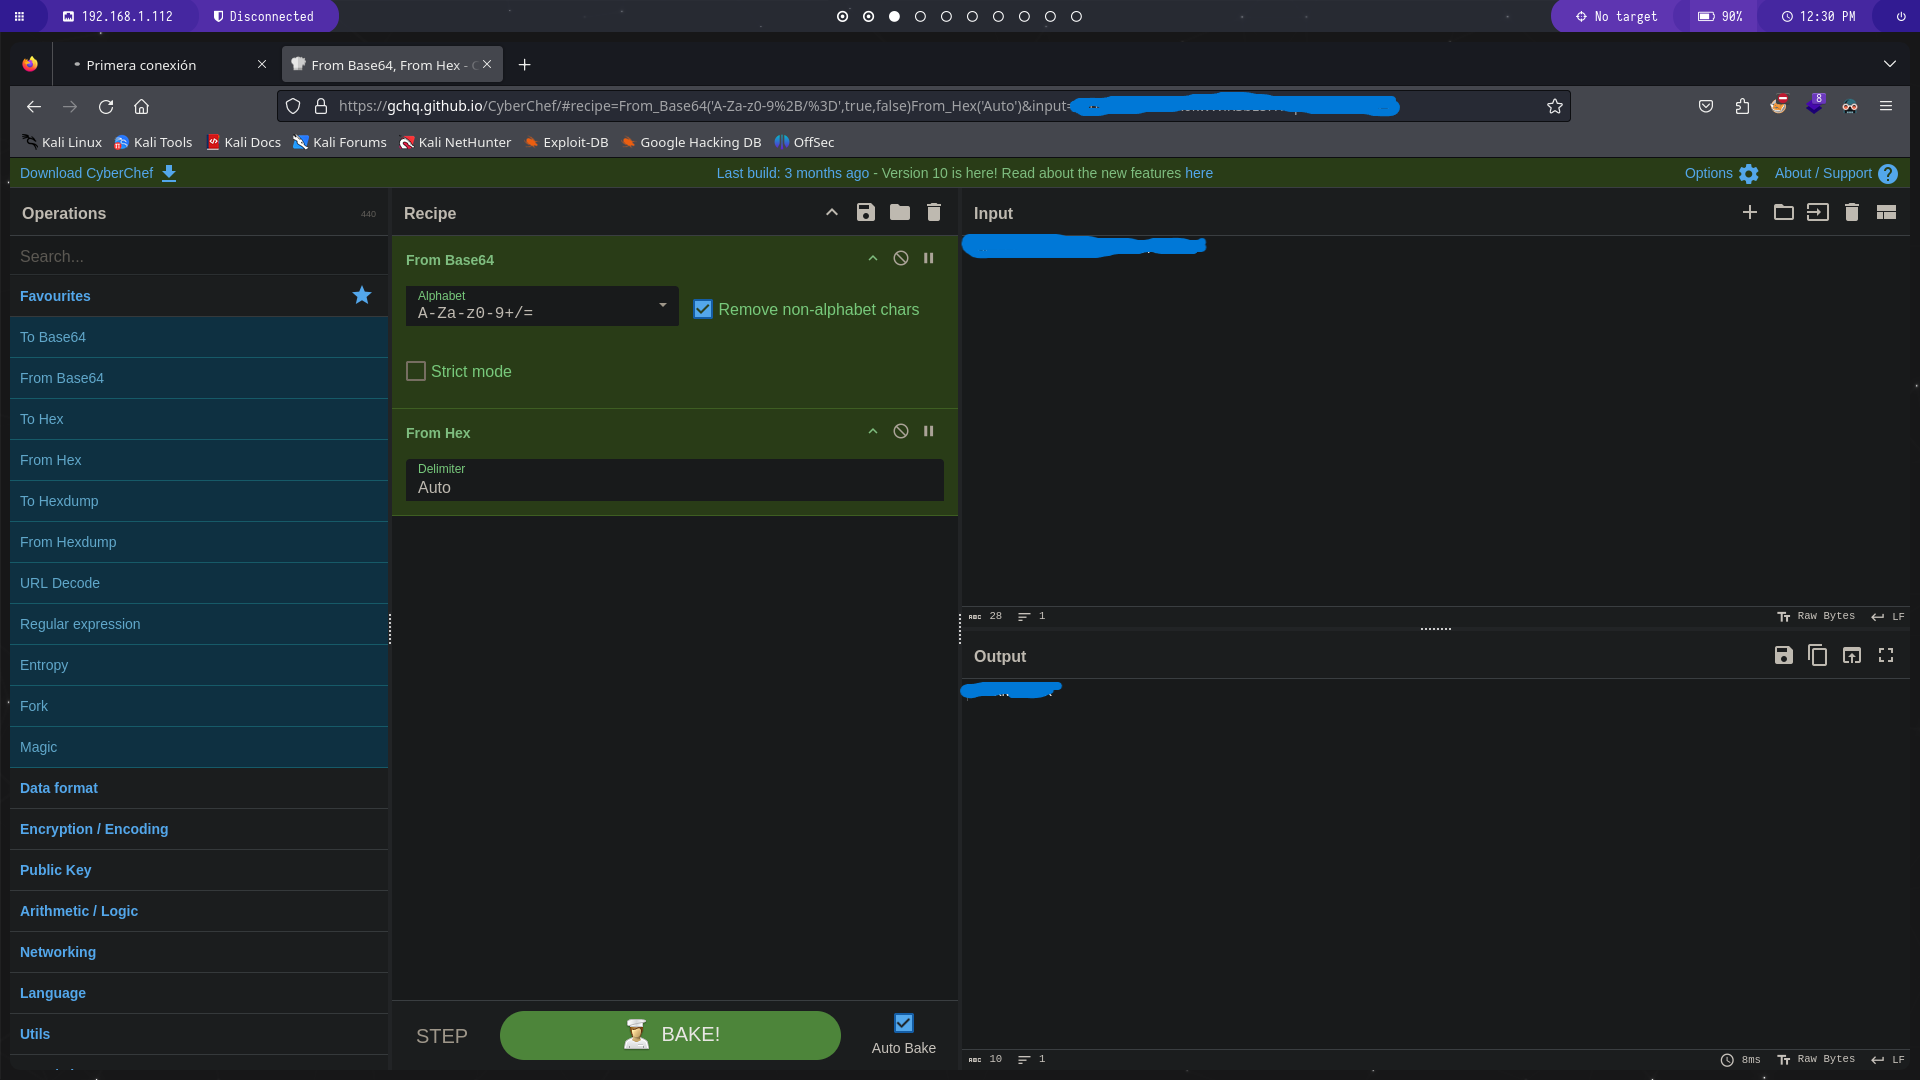 192.168.1.112 Disconnected No target 90% 12:30 PM
Primera conexión From Base64, From Hex -
https://gchq.github.io/CyberChef/#recipe=From_Base64('A-Za-z0-9%2B/%3D',true,false)From_Hex('Auto')&input= 8
Kali Linux Kali Tools Kali Docs Kali Forums Kali NetHunter Exploit-DB Google Hacking DB OffSec
Download CyberChef Last build: 3 months ago - Version 10 is here! Read about the new features here Options About / Support
Operations 440
Search...
Favourites
To Base64
From Base64
To Hex
From Hex
To Hexdump
From Hexdump
URL Decode
Regular expression
Entropy
Fork
Magic
Data format
Encryption / Encoding
Public Key
Arithmetic / Logic
Networking
Language
Utils
Recipe
From Base64
Alphabet
A-Za-z0-9+/=
Remove non-alphabet chars
Strict mode
From Hex
Delimiter
Auto
STEP BAKE! Auto Bake
Input
ABC 28 1 Raw Bytes LF
Output
ABC 10 1 8ms Raw Bytes LF